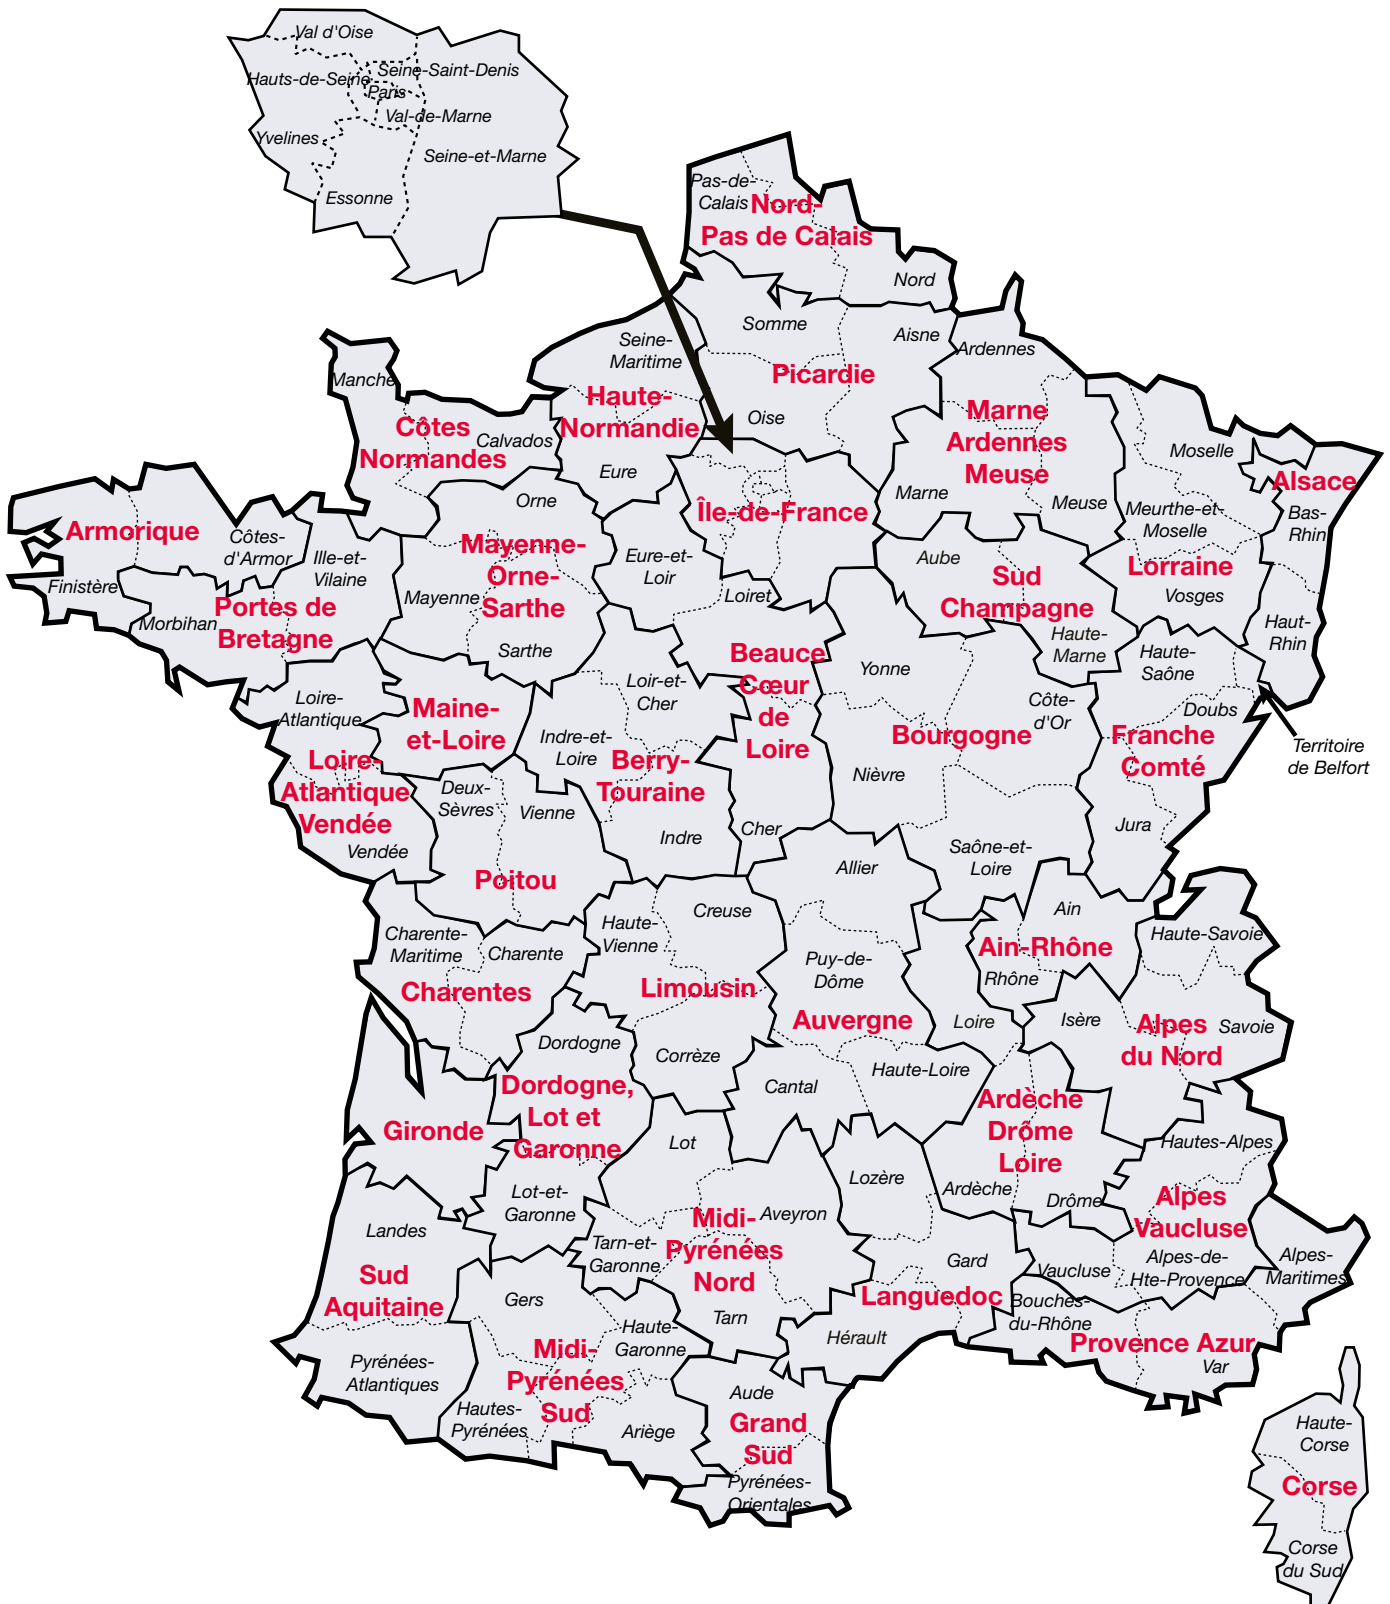 Val d'Oise
Hauts-de-Seine
Seine-Saint-Denis
Paris
Val-de-Marne
Yvelines
Seine-et-Marne
Essonne
Pas-de-
Calais
Nord-
Pas de Calais
Nord
Somme
Aisne
Picardie
Oise
Seine-
Maritime
Haute-
Normandie
Eure
Manche
Côtes
Normandes
Calvados
Ardennes
Marne
Ardennes
Meuse
Marne
Meuse
Moselle
Meurthe-et-
Moselle
Lorraine
Vosges
Alsace
Bas-
Rhin
Haut-
Rhin
Île-de-France
Armorique
Côtes-
d'Armor
Finistère
Ille-et-
Vilaine
Morbihan
Portes de
Bretagne
Orne
Mayenne-
Orne-
Sarthe
Mayenne
Sarthe
Eure-et-
Loir
Loiret
Beauce
Cœur
de
Loire
Cher
Aube
Sud
Champagne
Haute-
Marne
Haute-
Saône
Doubs
Franche
Comté
Jura
Territoire
de Belfort
Yonne
Côte-
d'Or
Bourgogne
Nièvre
Saône-et-
Loire
Loire-
Atlantique
Loire-
Atlantique
Vendée
Vendée
Maine-
et-Loire
Loir-et-
Cher
Indre-et-
Loire
Berry-
Touraine
Indre
Deux-
Sèvres
Vienne
Poitou
Charente-
Maritime
Charente
Charentes
Haute-
Vienne
Creuse
Limousin
Corrèze
Allier
Puy-de-
Dôme
Auvergne
Cantal
Haute-Loire
Ain
Ain-Rhône
Rhône
Loire
Haute-Savoie
Isère
Alpes
du Nord
Savoie
Ardèche
Drôme
Loire
Ardèche
Drôme
Dordogne
Dordogne,
Lot et
Garonne
Lot-et-
Garonne
Gironde
Landes
Sud
Aquitaine
Pyrénées-
Atlantiques
Lot
Aveyron
Midi-
Pyrénées
Nord
Tarn-et-
Garonne
Tarn
Gers
Haute-
Garonne
Midi-
Pyrénées
Sud
Hautes-
Pyrénées
Ariège
Lozère
Gard
Languedoc
Hérault
Aude
Grand
Sud
Pyrénées-
Orientales
Hautes-Alpes
Alpes
Vaucluse
Vaucluse
Alpes-de-
Hte-Provence
Alpes-
Maritimes
Bouches-
du-Rhône
Provence Azur
Var
Haute-
Corse
Corse
Corse
du Sud